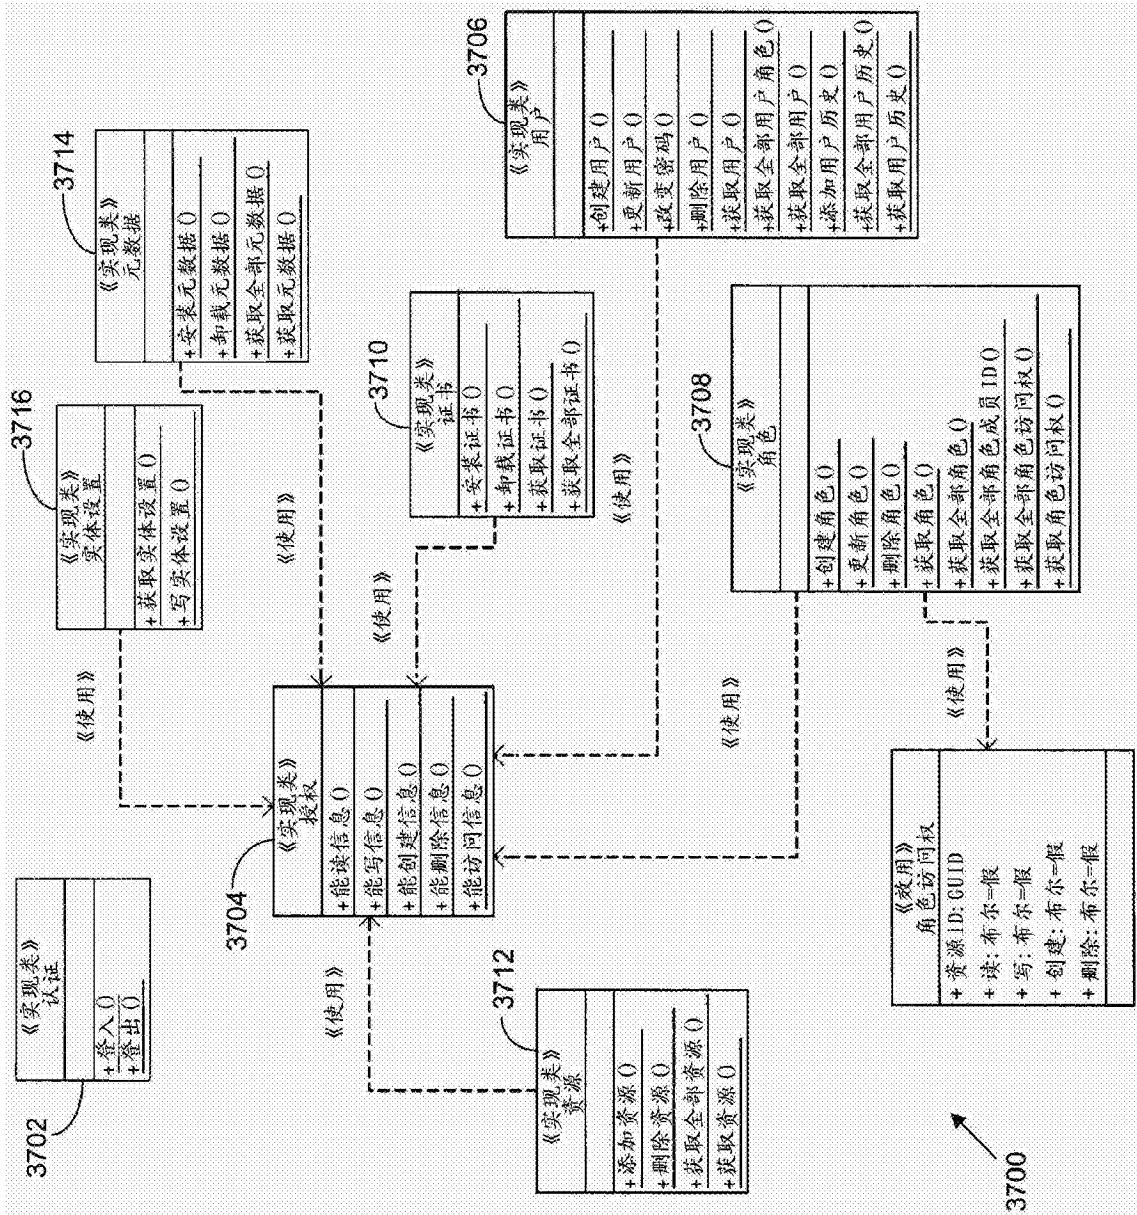 3702
《实现类》
认证
+登入()
+登出()
3716
《实现类》
实体设置
+获取实体设置()
+写实体设置()
3714
《实现类》
元数据
+安装元数据()
+卸载元数据()
+获取全部元数据()
+获取元数据()
《使用》
《使用》
3704
《实现类》
授权
+能读信息()
+能写信息()
+能创建信息()
+能删除信息()
+能访问信息()
《使用》
3710
《实现类》
证书
+安装证书()
+卸载证书()
+获取证书()
+获取全部证书()
3706
《实现类》
用户
+创建用户()
+更新用户()
+改变密码()
+删除用户()
+获取用户()
+获取全部用户角色()
+获取全部用户()
+添加用户历史()
+获取全部用户历史()
+获取用户历史()
《使用》
《使用》
3712
《实现类》
资源
+添加资源()
+删除资源()
+获取全部资源()
+获取资源()
《使用》
3708
《实现类》
角色
+创建角色()
+更新角色()
+删除角色()
+获取角色()
+获取全部角色()
+获取全部角色成员ID()
+获取全部角色访问权()
+获取角色访问权()
《使用》
《效用》
角色访问权
+资源ID:GUID
+读:布尔=假
+写:布尔=假
+创建:布尔=假
+删除:布尔=假
3700